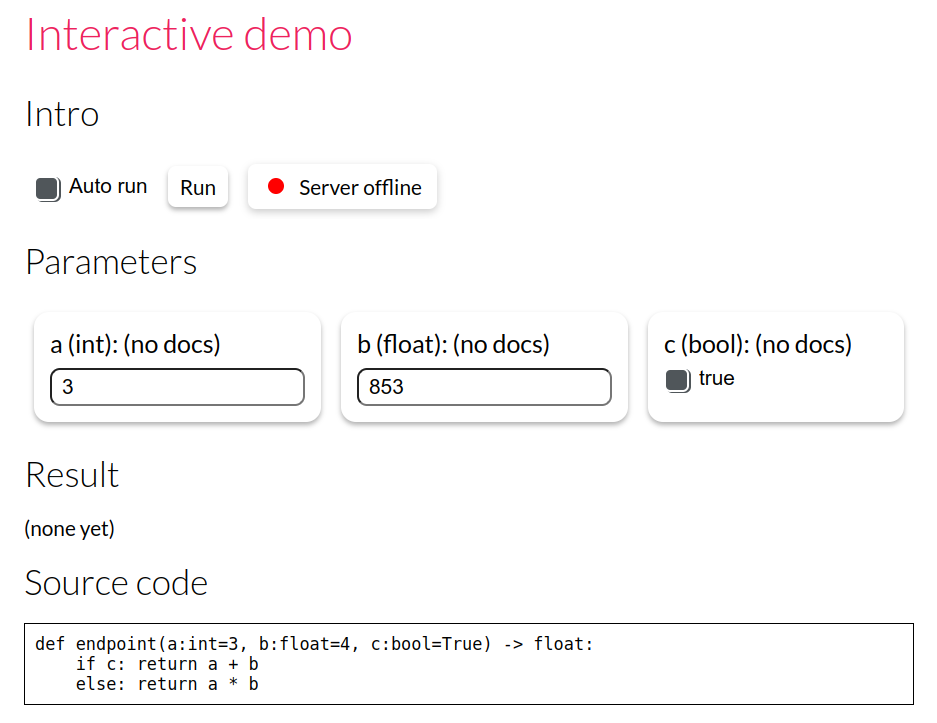 Interactive demo
Intro
Auto run Run Server offline
Parameters
a (int): (no docs) b (float): (no docs) c (bool): (no docs)
3 853 true
Result
(none yet)
Source code
def endpoint(a:int=3, b:float=4, c:bool=True) -> float:
    if c: return a + b
    else: return a * b